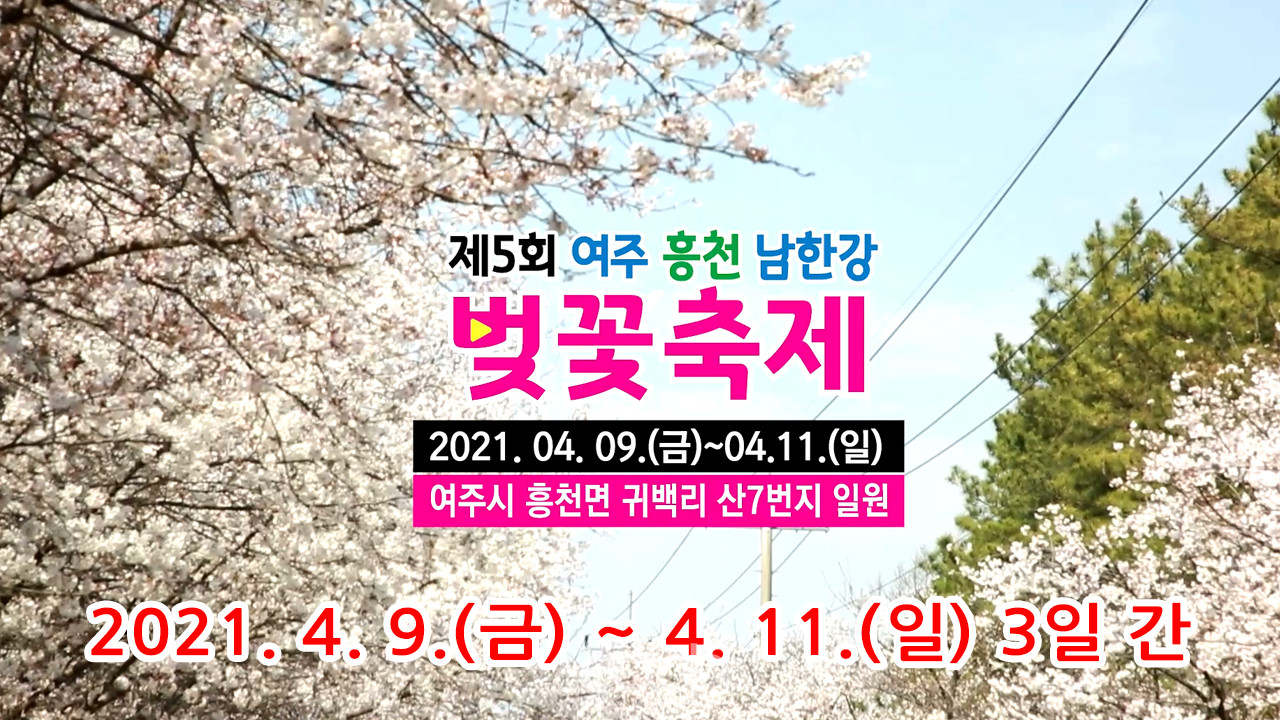 제5회 여주 흥천 남한강
벚꽃축제
2021. 04. 09.(금)~04.11.(일)
여주시 흥천면 귀백리 산7번지 일원
2021. 4. 9.(금) ~ 4. 11.(일) 3일 간